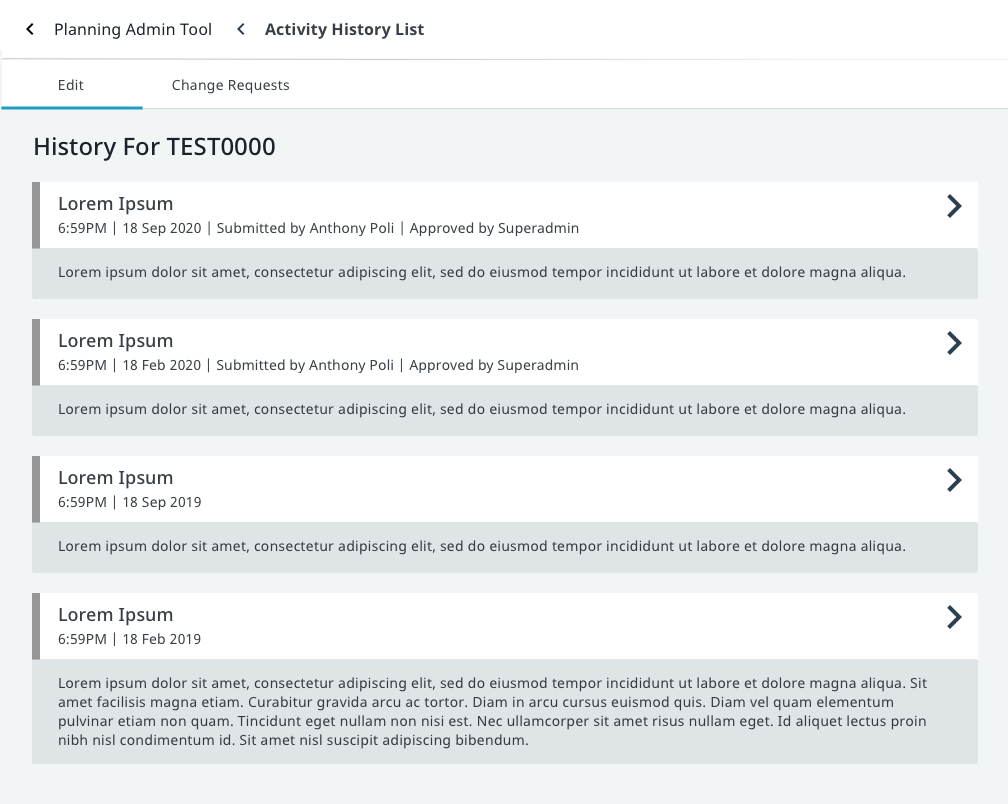 Planning Admin Tool Activity History List
Edit Change Requests
History For TEST0000
Lorem Ipsum
6:59PM | 18 Sep 2020 | Submitted by Anthony Poli | Approved by Superadmin
Lorem ipsum dolor sit amet, consectetur adipiscing elit, sed do eiusmod tempor incididunt ut labore et dolore magna aliqua.
Lorem Ipsum
6:59PM | 18 Feb 2020 | Submitted by Anthony Poli | Approved by Superadmin
Lorem ipsum dolor sit amet, consectetur adipiscing elit, sed do eiusmod tempor incididunt ut labore et dolore magna aliqua.
Lorem Ipsum
6:59PM | 18 Sep 2019
Lorem ipsum dolor sit amet, consectetur adipiscing elit, sed do eiusmod tempor incididunt ut labore et dolore magna aliqua.
Lorem Ipsum
6:59PM | 18 Feb 2019
Lorem ipsum dolor sit amet, consectetur adipiscing elit, sed do eiusmod tempor incididunt ut labore et dolore magna aliqua. Sit
amet facilisis magna etiam. Curabitur gravida arcu ac tortor. Diam in arcu cursus euismod quis. Diam vel quam elementum
pulvinar etiam non quam. Tincidunt eget nullam non nisi est. Nec ullamcorper sit amet risus nullam eget. Id aliquet lectus proin
nibh nisl condimentum id. Sit amet nisl suscipit adipiscing bibendum.